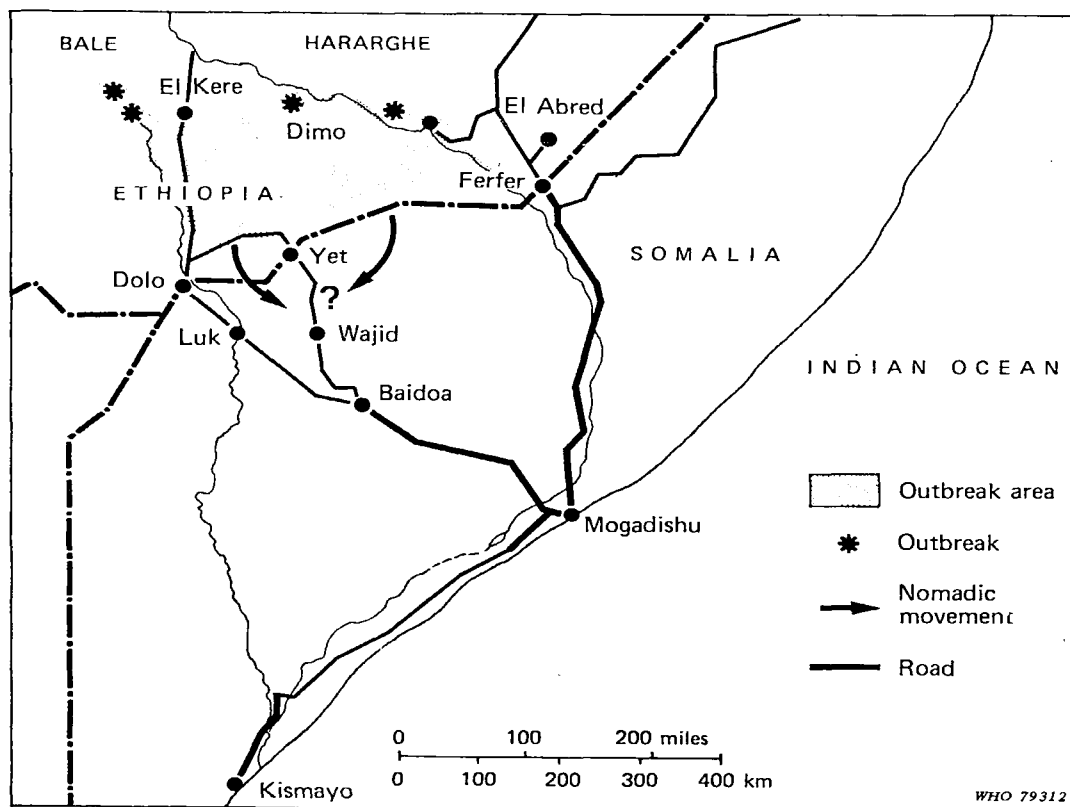 BALE
HARARGHE
El Kere
El Abred
Dimo
Ferfer
ETHIOPIA
SOMALIA
Yet
Dolo
?
Luk
Wajid
INDIAN OCEAN
Baidoa
Outbreak area
Mogadishu
Outbreak
Nomadic
movement
Road
0 100 200 miles
0 100 200 300 400 km
Kismayo
WHO 79312